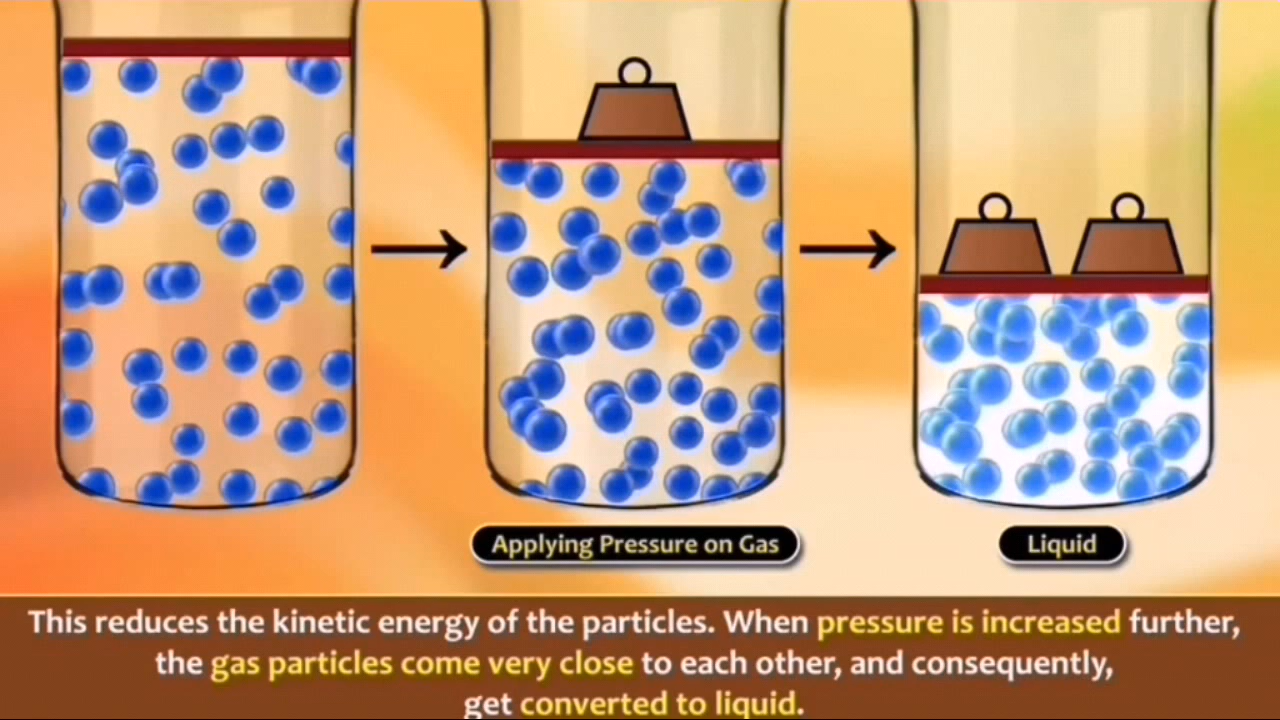 Applying Pressure on Gas
Liquid
This reduces the kinetic energy of the particles. When pressure is increased further,
the gas particles come very close to each other, and consequently,
get converted to liquid.